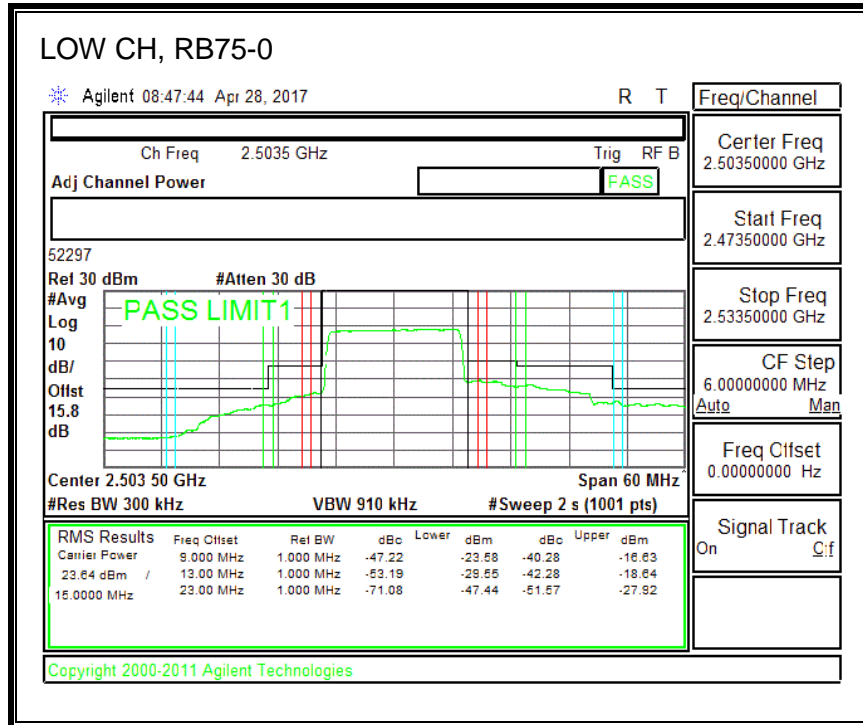 LOW CH, RB75-0
Agilent 08:47:44 Apr 28, 2017 R T
Ch Freq 2.5035 GHz Trig RF B
Adj Channel Power PASS
52297
Ref 30 dBm #Atten 30 dB
#Avg
Log
10
dB/
Offst
15.8
dB
PASS LIMIT1
Center 2.503 50 GHz Span 60 MHz
#Res BW 300 kHz VBW 910 kHz #Sweep 2 s (1001 pts)
RMS Results Freq Offset Ref BW dBc Lower dBm dBc Upper dBm
Carrier Power 9.000 MHz 1.000 MHz -47.22 -23.58 -40.28 -16.63
23.64 dBm / 13.00 MHz 1.000 MHz -53.19 -29.55 -42.28 -18.64
15.0000 MHz 23.00 MHz 1.000 MHz -71.08 -47.44 -51.57 -27.92
Copyright 2000-2011 Agilent Technologies
Freq/Channel
Center Freq
2.50350000 GHz
Start Freq
2.47350000 GHz
Stop Freq
2.53350000 GHz
CF Step
6.00000000 MHz
Auto Man
Freq Offset
0.00000000 Hz
Signal Track
On Off